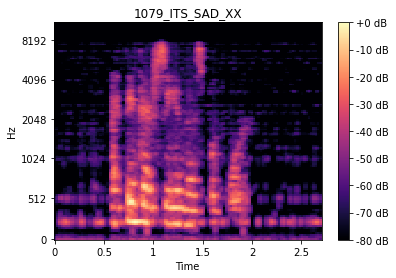 1079_ITS_SAD_XX
Hz
8192
4096
2048
1024
512
0
0
0.5
1
1.5
2
2.5
Time
+0 dB
-10 dB
-20 dB
-30 dB
-40 dB
-50 dB
-60 dB
-70 dB
-80 dB